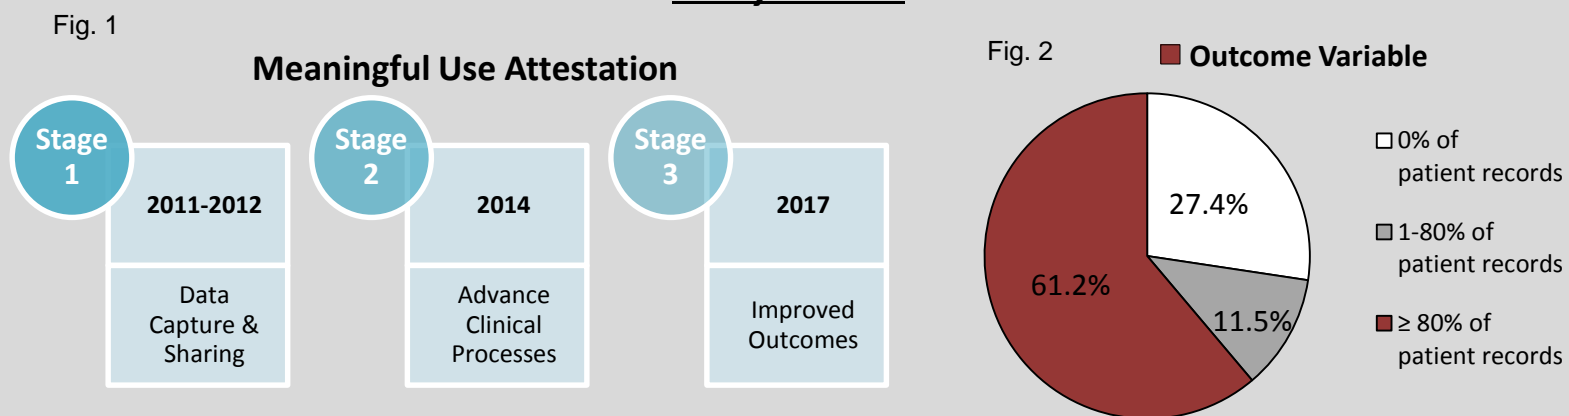 Fig. 1
Meaningful Use Attestation
Stage
1
2011-2012
Data
Capture &
Sharing
Stage
2
2014
Advance
Clinical
Processes
Stage
3
2017
Improved
Outcomes
Fig. 2
Outcome Variable
27.4%
61.2%
11.5%
0% of
patient records
1-80% of
patient records
≥ 80% of
patient records